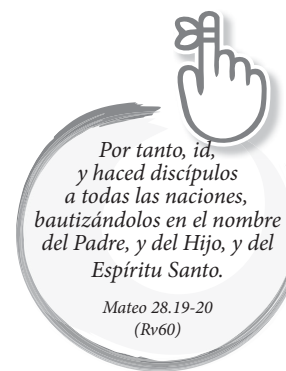 Por tanto, id,
y haced discípulos
a todas las naciones,
bautizándolos en el nombre
del Padre, y del Hijo, y del
Espíritu Santo.
Mateo 28.19-20
(Rv60)